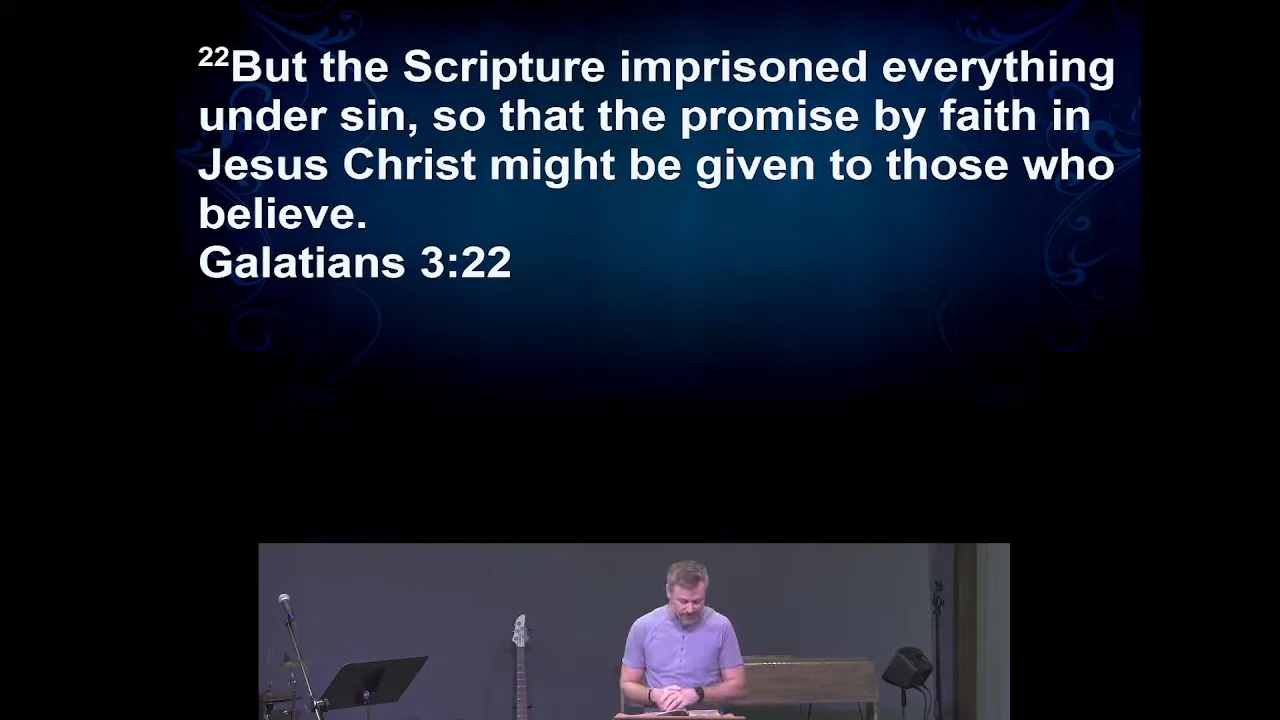 22But the Scripture imprisoned everything
under sin, so that the promise by faith in
Jesus Christ might be given to those who
believe.
Galatians 3:22